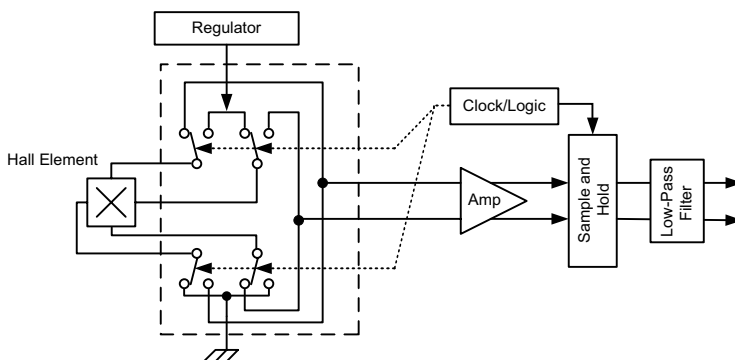 Regulator
Clock/Logic
Hall Element
Amp
Sample and
Hold
Low-Pass
Filter